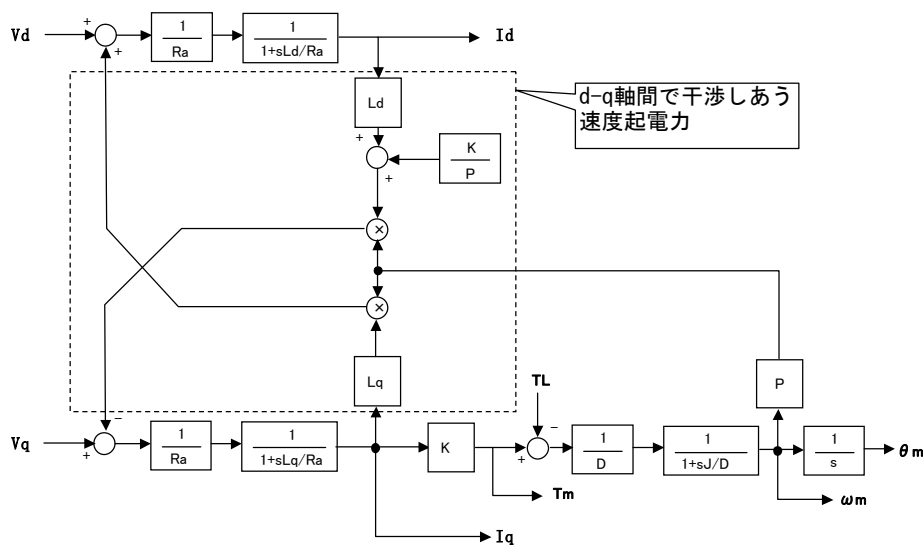 Vd
+
+
1
Ra
1
1+sLd/Ra
Id
Ld
d-q軸間で干渉しあう
速度起電力
+
+
K
P
×
×
Lq
P
TL
−
Vq
+
1
Ra
1
1+sLq/Ra
K
+
−
1
D
1
1+sJ/D
1
s
θm
Tm
ωm
Iq